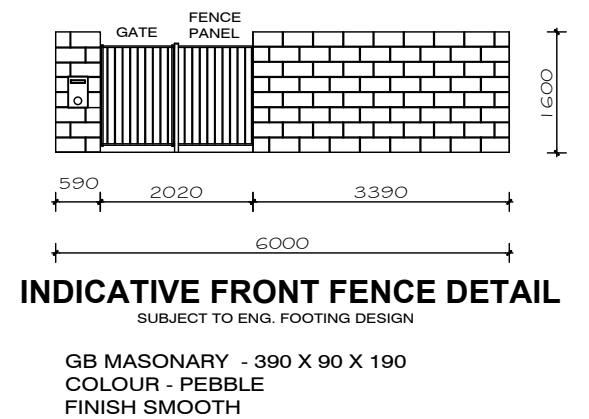 GATE
FENCE
PANEL
1600
590
2020
3390
6000
INDICATIVE FRONT FENCE DETAIL
SUBJECT TO ENG. FOOTING DESIGN
GB MASONARY - 390 X 90 X 190
COLOUR - PEBBLE
FINISH SMOOTH